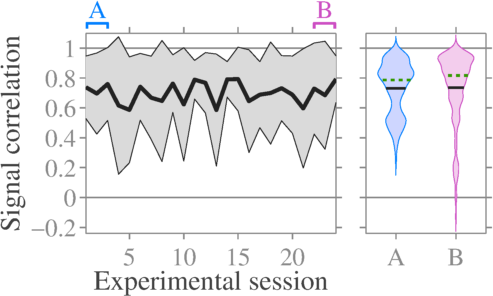 A
B
Signal correlation
1
0.8
0.6
0.4
0.2
0
−0.2
5
10
15
20
A
B
Experimental session